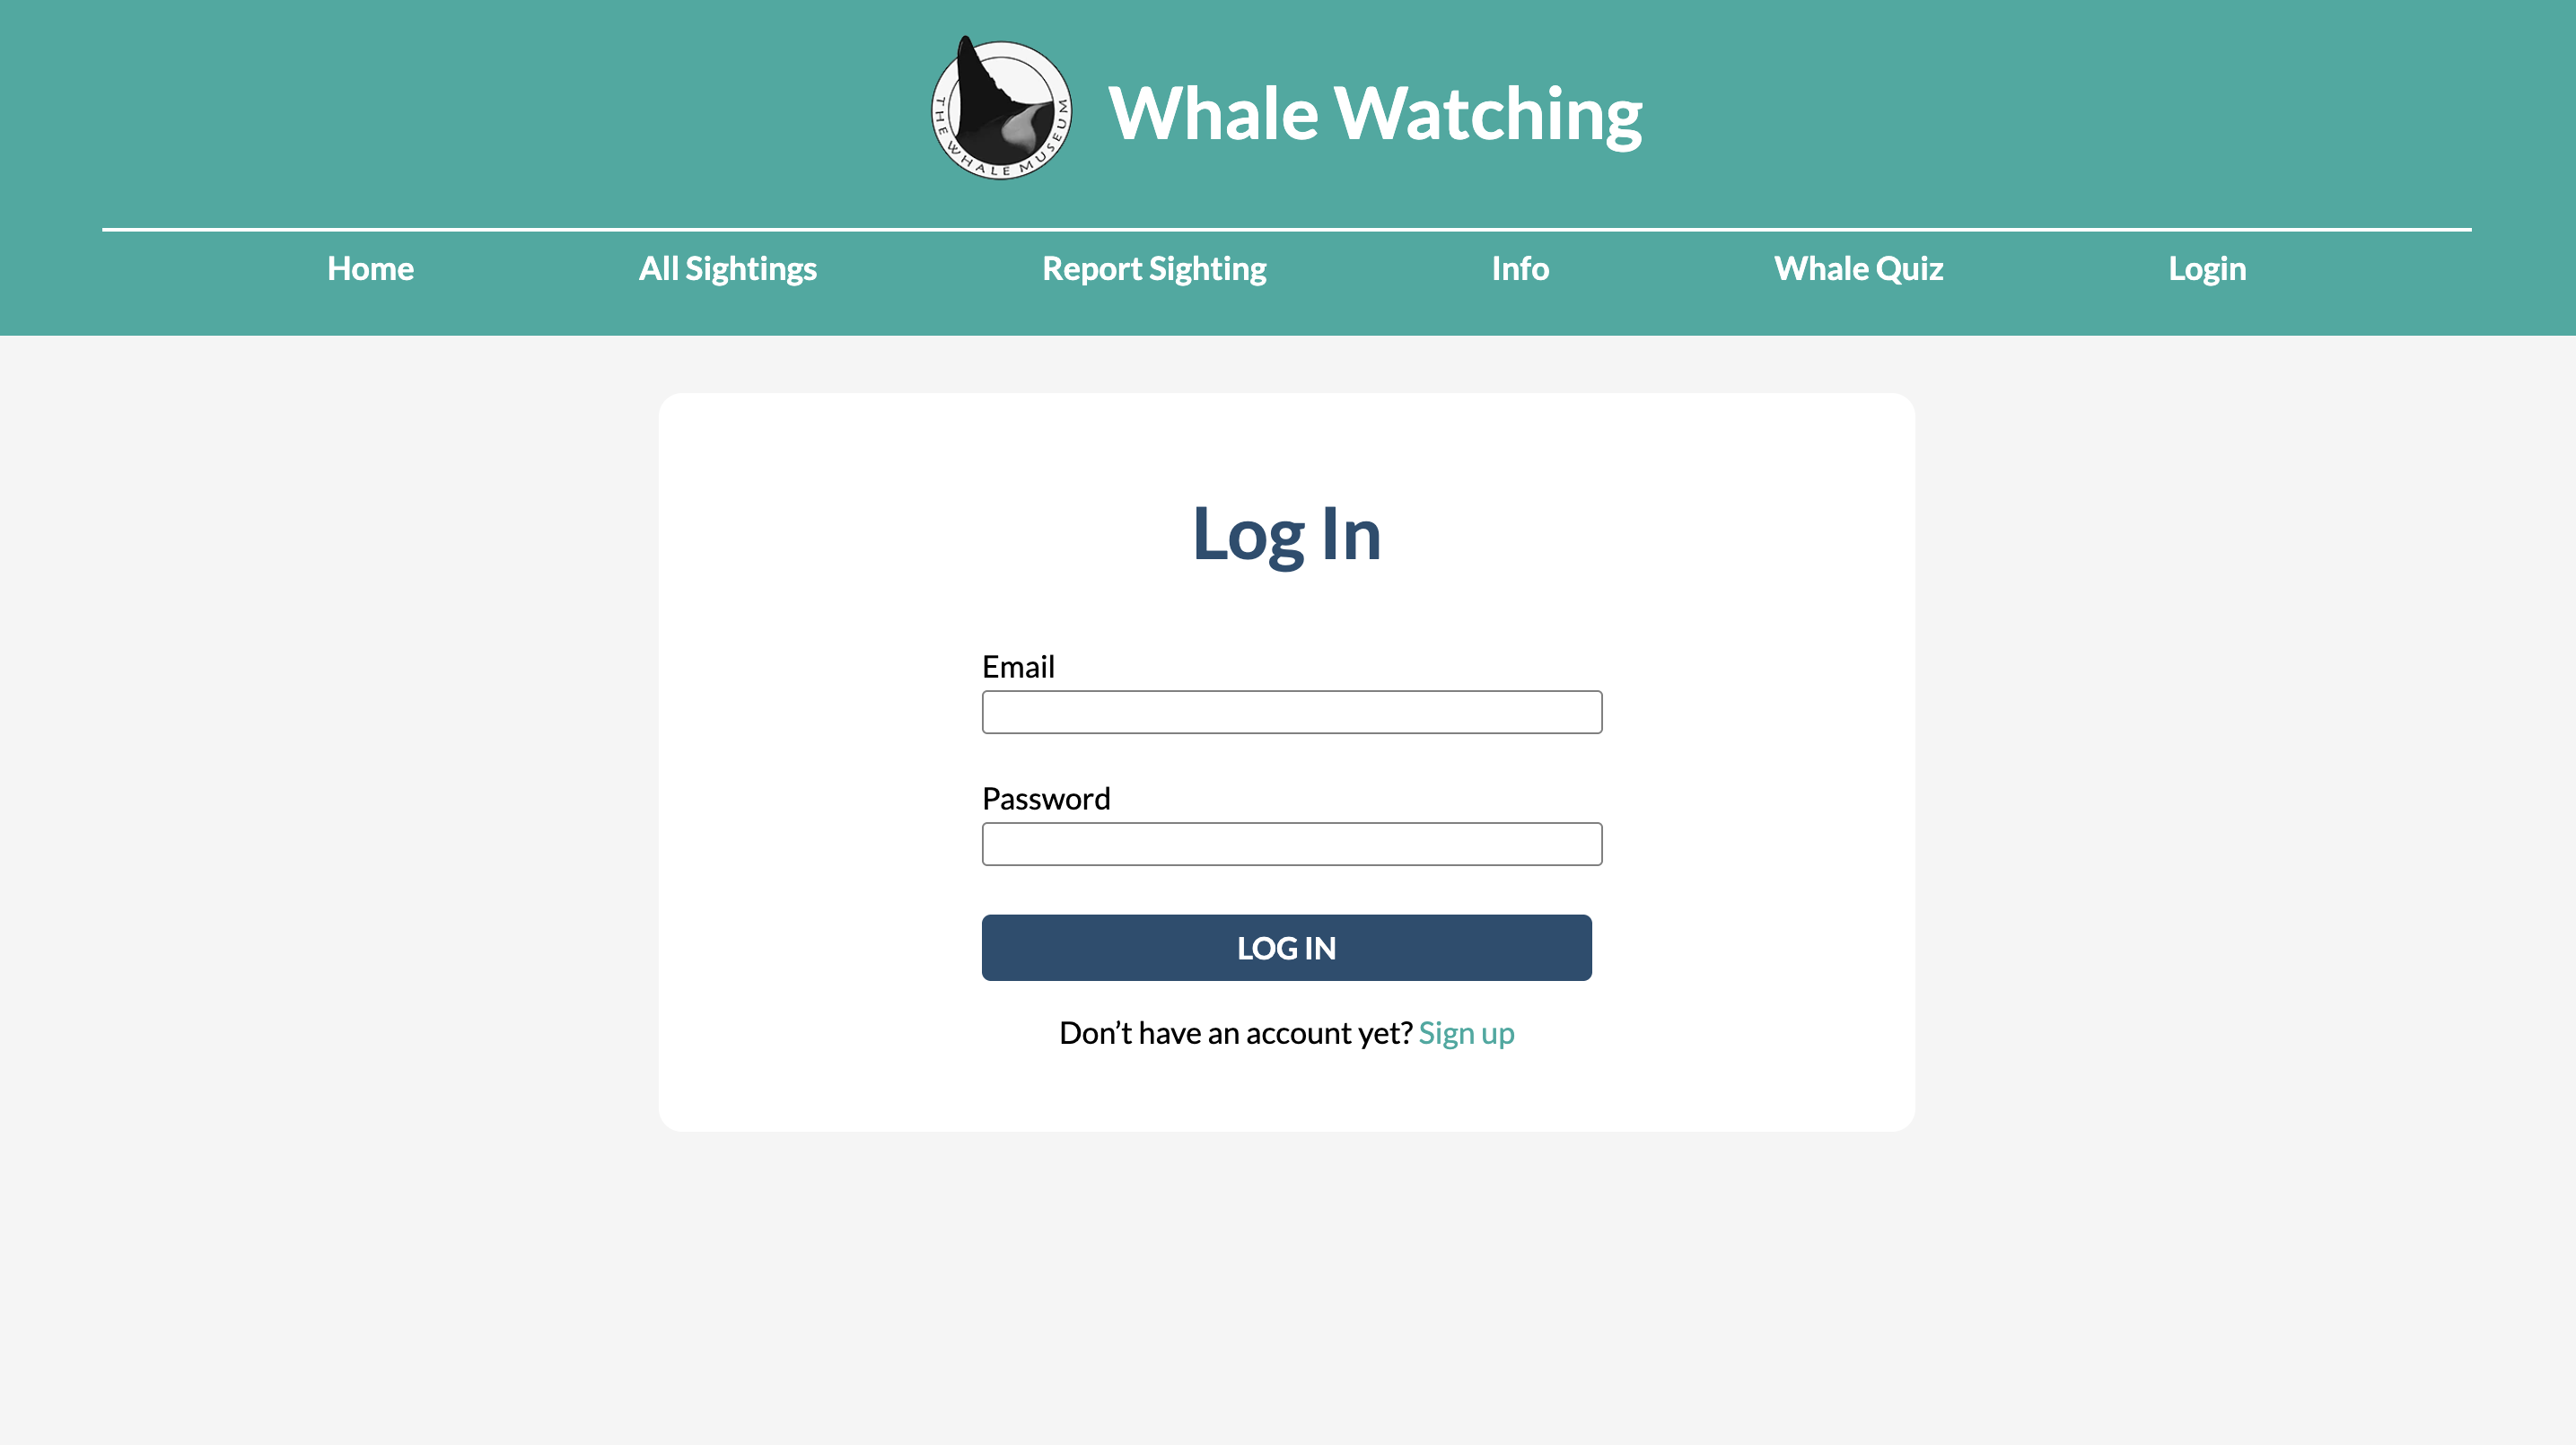 THE WHALE MUSEUM
Whale Watching
Home All Sightings Report Sighting Info Whale Quiz Login
Log In
Email
Password
LOG IN
Don’t have an account yet? Sign up